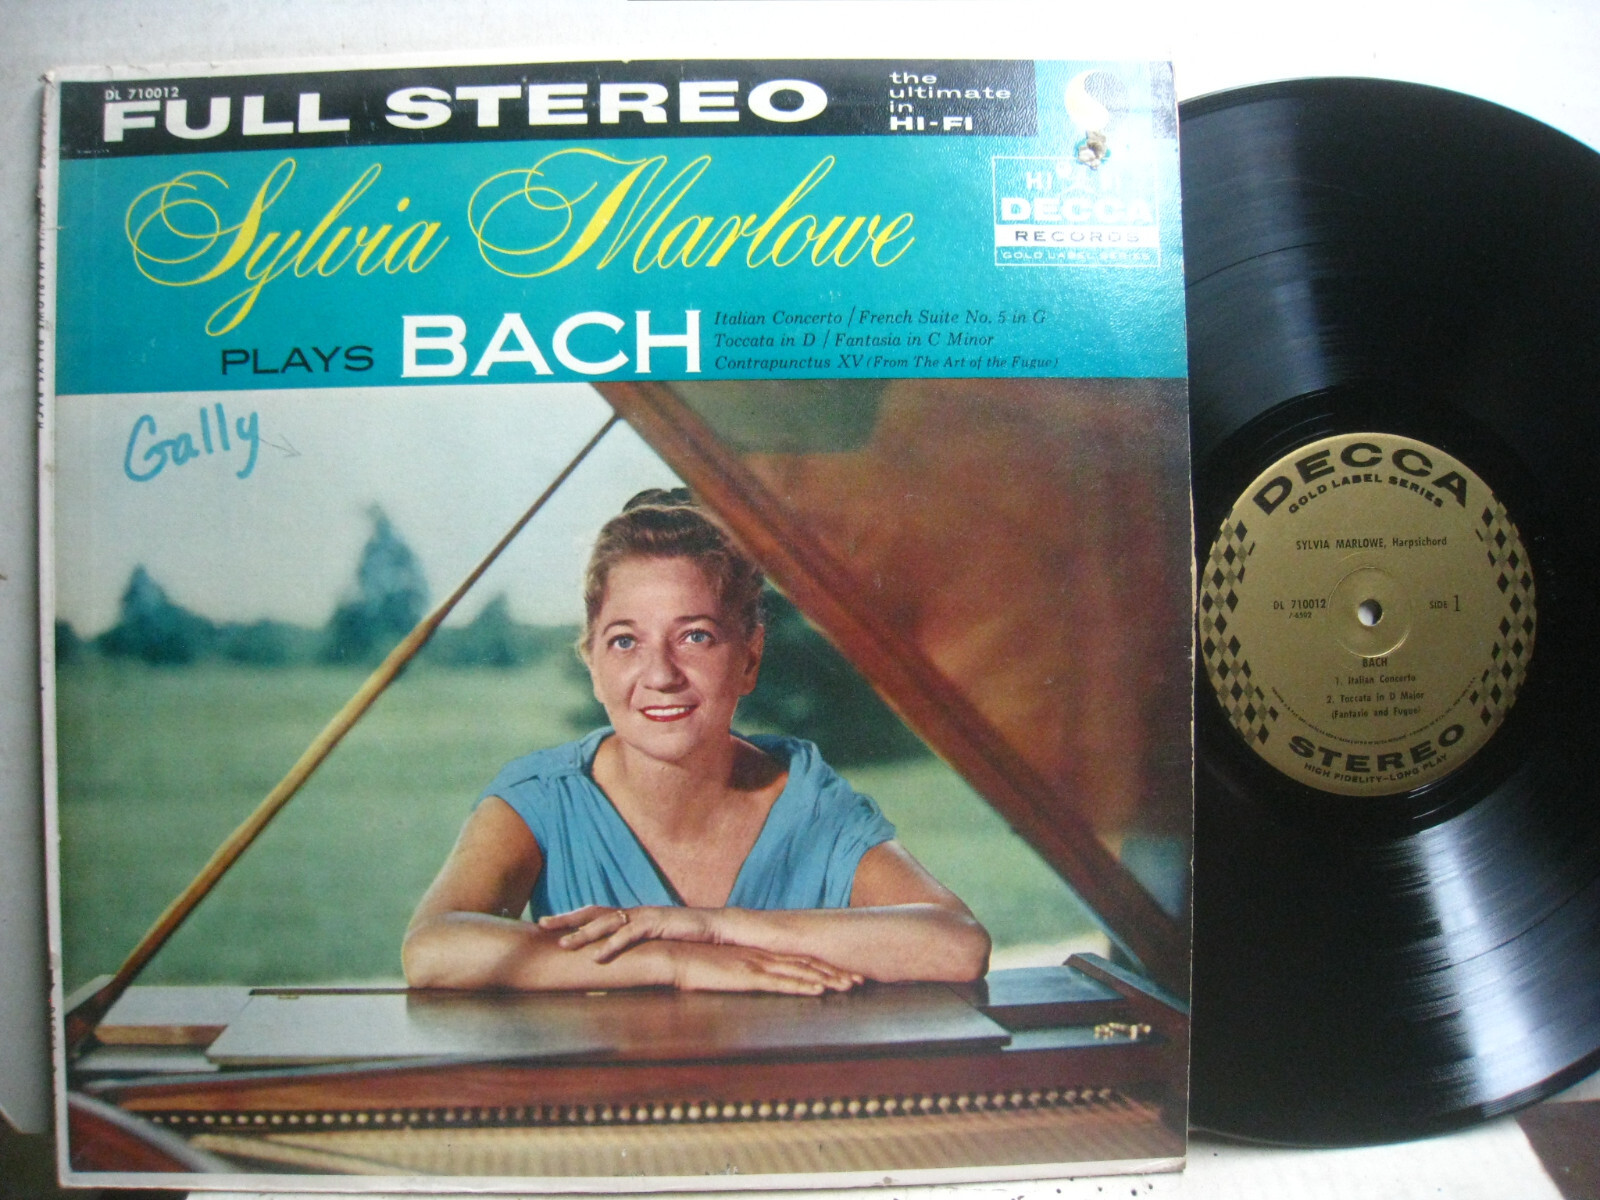 DL 710012
FULL STEREO
the
ultimate
in
HI-FI
Sylvia Marlowe
PLAYS BACH
Italian Concerto / French Suite No. 5 in G
Toccata in D / Fantasia in C Minor
Contrapunctus XV (From The Art of the Fugue)
DECCA
RECORDS
GOLD LABEL SERIES
Gally
DECCA
GOLD LABEL SERIES
SYLVIA MARLOWE, Harpsichord
DL 710012
SIDE 1
BACH
1. Italian Concerto
2. Toccata in D Major
(Fantasia and Fugue)
STEREO
HIGH FIDELITY-LONG PLAY